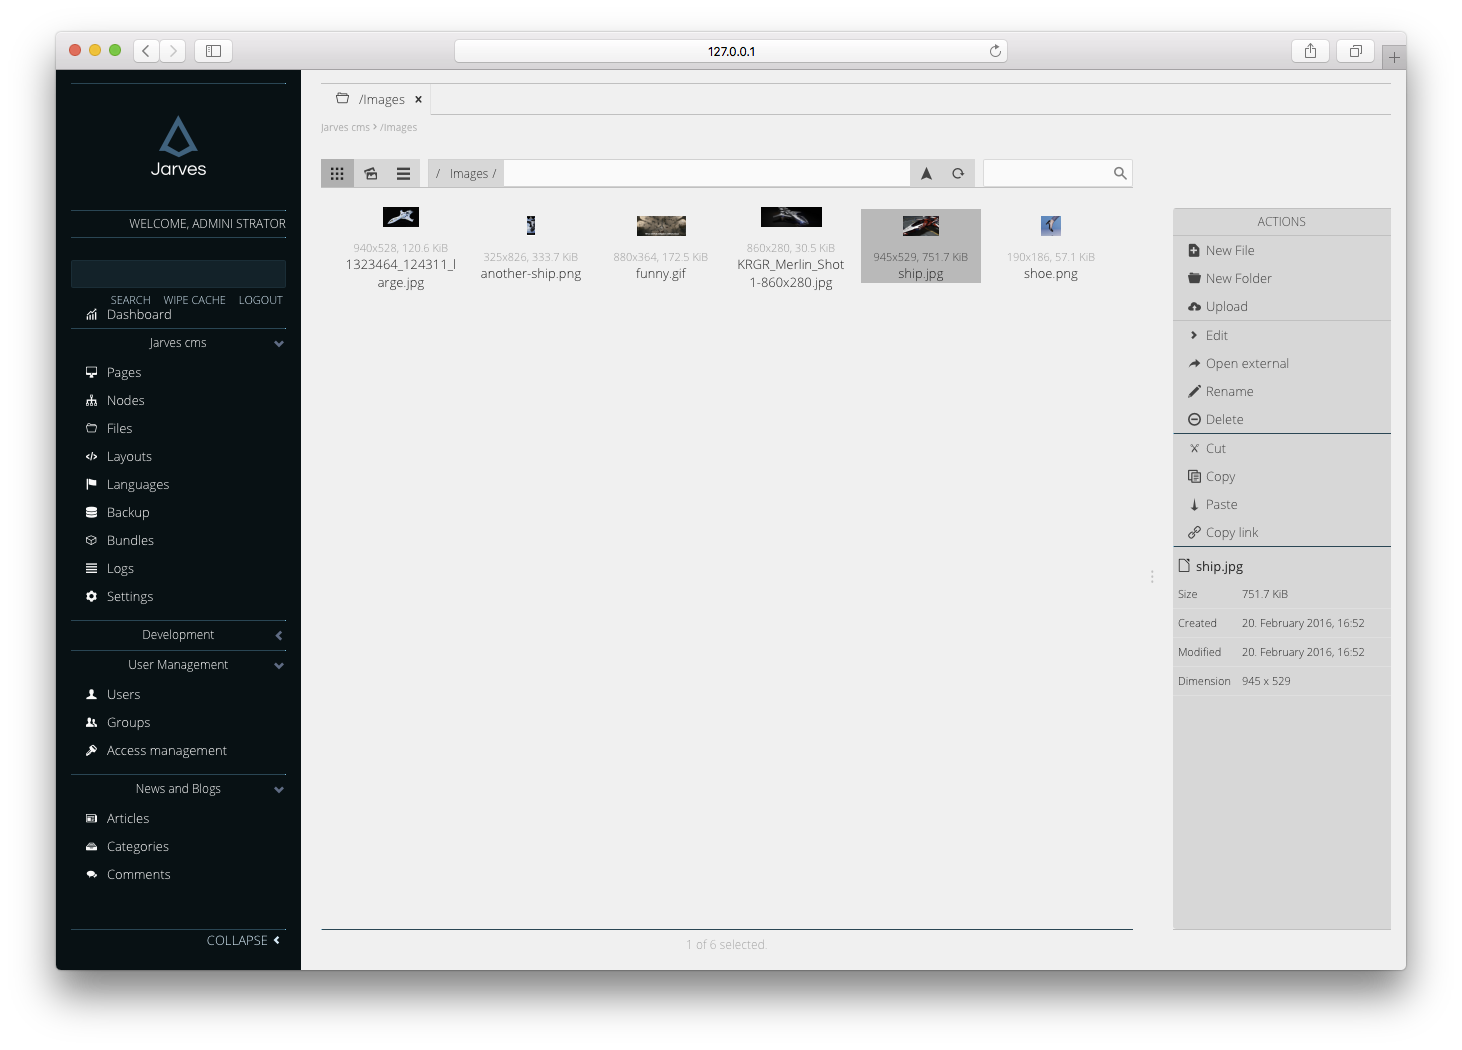 127.0.0.1
Jarves
WELCOME, ADMINI STRATOR
SEARCH WIPE CACHE LOGOUT
Dashboard
Jarves cms
Pages
Nodes
Files
Layouts
Languages
Backup
Bundles
Logs
Settings
Development
User Management
Users
Groups
Access management
News and Blogs
Articles
Categories
Comments
COLLAPSE
/Images
Jarves cms > /Images
/ Images /
940x528, 120.6 KiB
1323464_124311_l
arge.jpg
325x826, 333.7 KiB
another-ship.png
880x364, 172.5 KiB
funny.gif
860x280, 30.5 KiB
KRGR_Merlin_Shot
1-860x280.jpg
945x529, 751.7 KiB
ship.jpg
190x186, 57.1 KiB
shoe.png
1 of 6 selected.
ACTIONS
New File
New Folder
Upload
Edit
Open external
Rename
Delete
Cut
Copy
Paste
Copy link
ship.jpg
Size 751.7 KiB
Created 20. February 2016, 16:52
Modified 20. February 2016, 16:52
Dimension 945 x 529